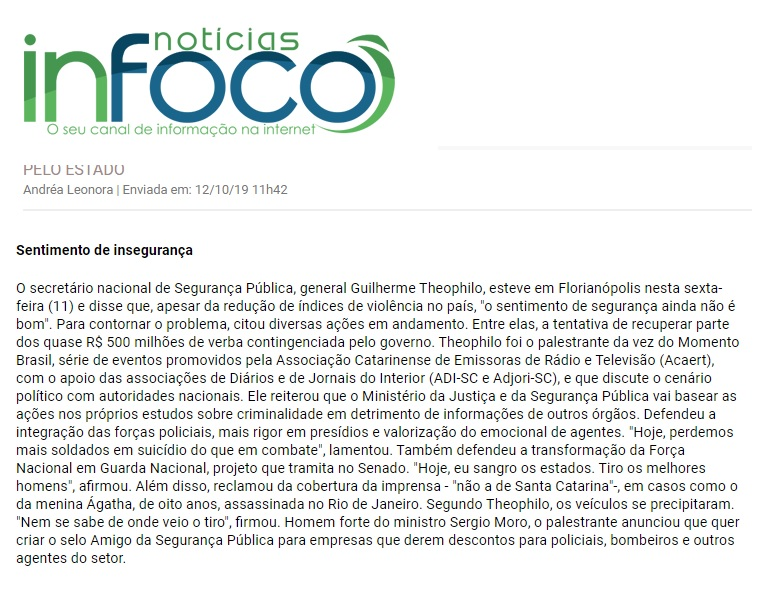 notícias
infoco
O seu canal de informação na internet
PELO ESTADO
Andréa Leonora | Enviada em: 12/10/19 11h42
Sentimento de insegurança
O secretário nacional de Segurança Pública, general Guilherme Theophilo, esteve em Florianópolis nesta sexta-
feira (11) e disse que, apesar da redução de índices de violência no país, "o sentimento de segurança ainda não é
bom". Para contornar o problema, citou diversas ações em andamento. Entre elas, a tentativa de recuperar parte
dos quase R$ 500 milhões de verba contingenciada pelo governo. Theophilo foi o palestrante da vez do Momento
Brasil, série de eventos promovidos pela Associação Catarinense de Emissoras de Rádio e Televisão (Acaert),
com o apoio das associações de Diários e de Jornais do Interior (ADI-SC e Adjori-SC), e que discute o cenário
político com autoridades nacionais. Ele reiterou que o Ministério da Justiça e da Segurança Pública vai basear as
ações nos próprios estudos sobre criminalidade em detrimento de informações de outros órgãos. Defendeu a
integração das forças policiais, mais rigor em presídios e valorização do emocional de agentes. "Hoje, perdemos
mais soldados em suicídio do que em combate", lamentou. Também defendeu a transformação da Força
Nacional em Guarda Nacional, projeto que tramita no Senado. "Hoje, eu sangro os estados. Tiro os melhores
homens", afirmou. Além disso, reclamou da cobertura da imprensa - "não a de Santa Catarina"-, em casos como o
da menina Ágatha, de oito anos, assassinada no Rio de Janeiro. Segundo Theophilo, os veículos se precipitaram.
"Nem se sabe de onde veio o tiro", firmou. Homem forte do ministro Sergio Moro, o palestrante anunciou que quer
criar o selo Amigo da Segurança Pública para empresas que derem descontos para policiais, bombeiros e outros
agentes do setor.